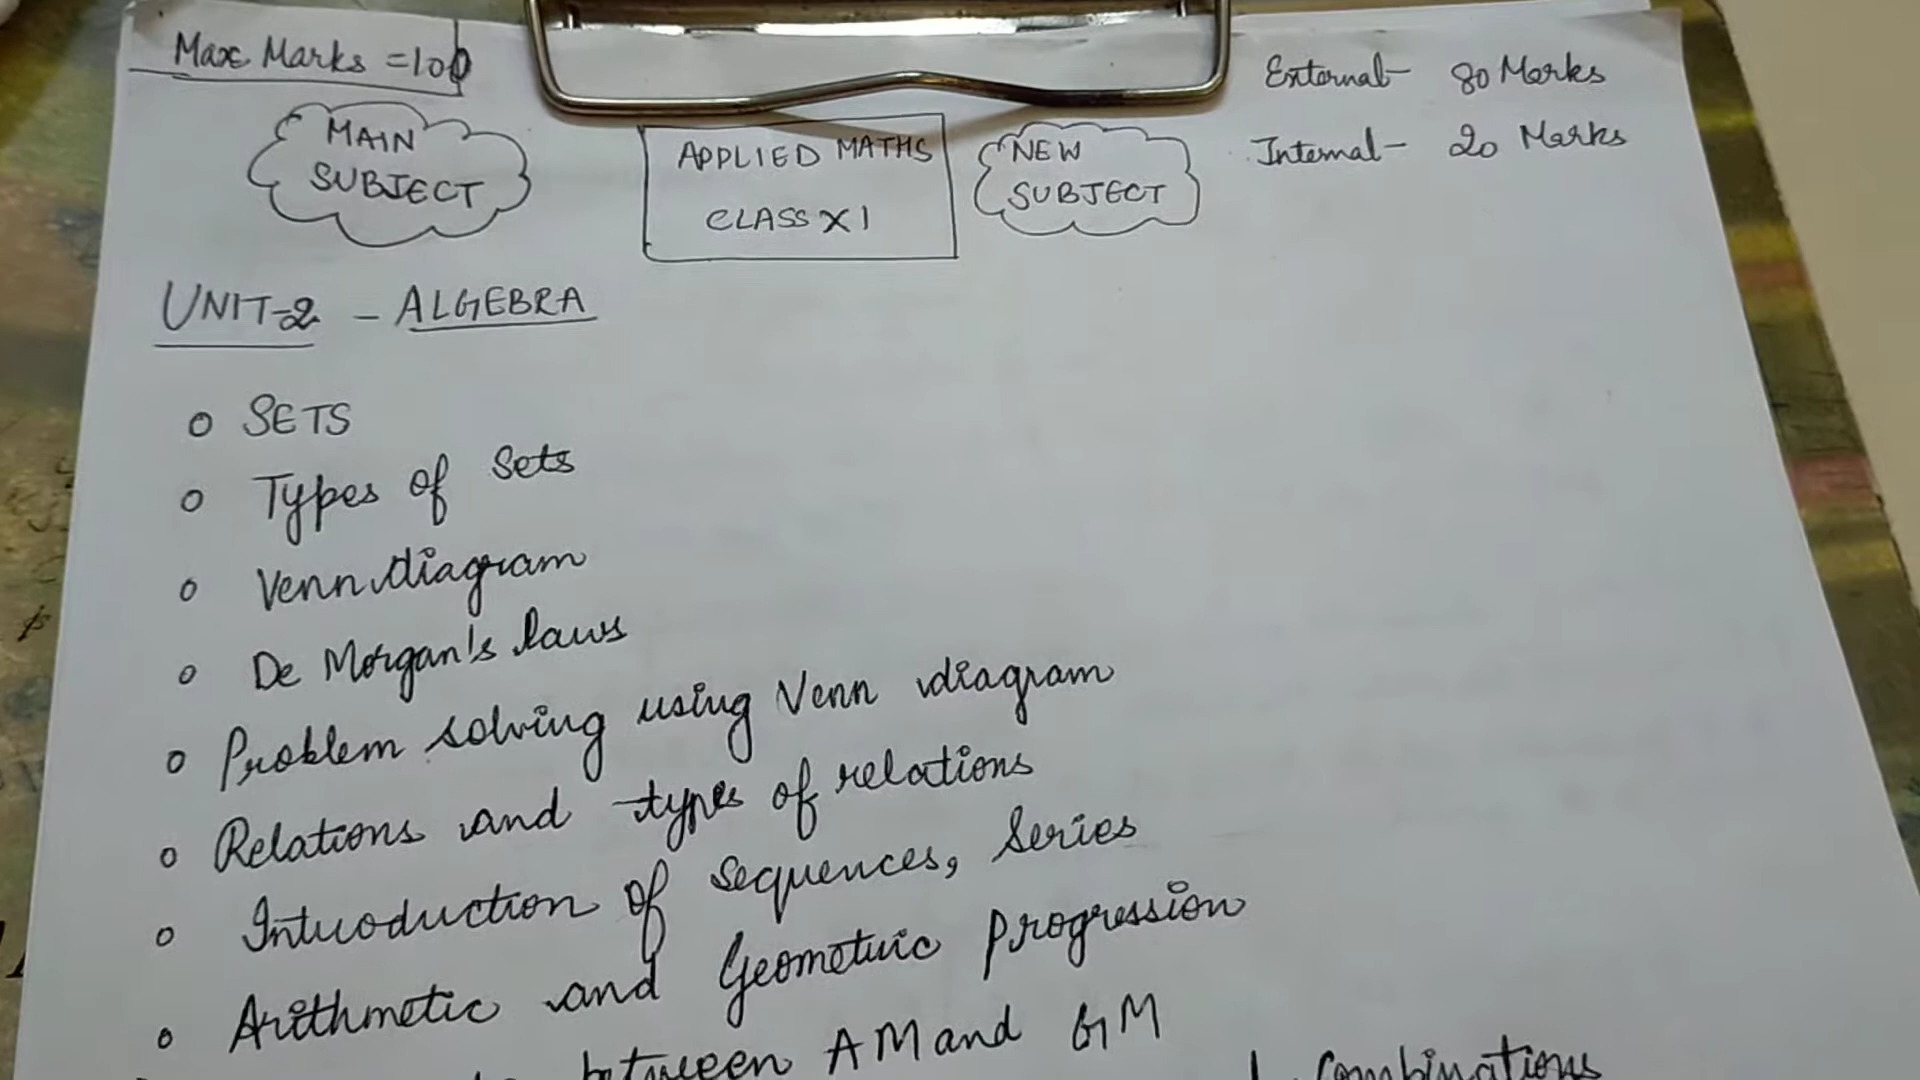 Max Marks = 100
External - 80 Marks
Internal - 20 Marks
MAIN
SUBJECT
APPLIED MATHS
CLASS XI
NEW
SUBJECT
UNIT-2 - ALGEBRA
o SETS
o Types of Sets
o Venn diagram
o De Morgan's laws
o Problem solving using Venn diagram
o Relations and types of relations
o Introduction of sequences, Series
o Arithmetic and Geometric progression
between AM and GM
Combinations